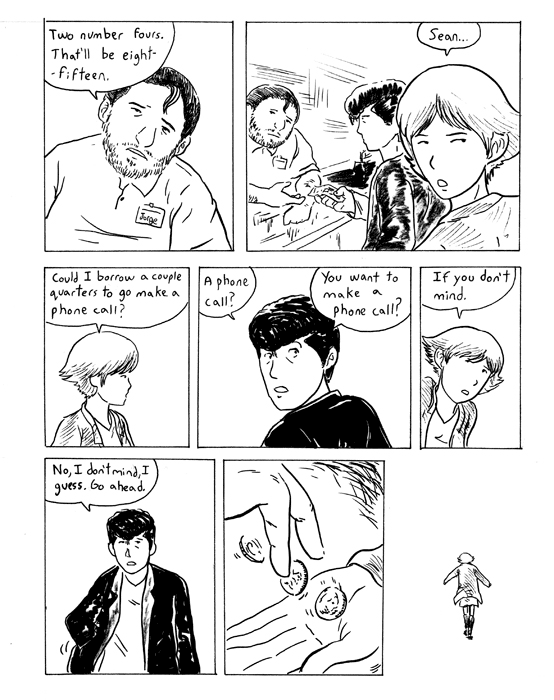 Two number fours.
That'll be eight-
-fifteen.
Jorge
Sean...
Could I borrow a couple
quarters to go make a
phone call?
A phone
call?
You want to
make a
phone call?
If you don't
mind.
No, I don't mind, I
guess. Go ahead.